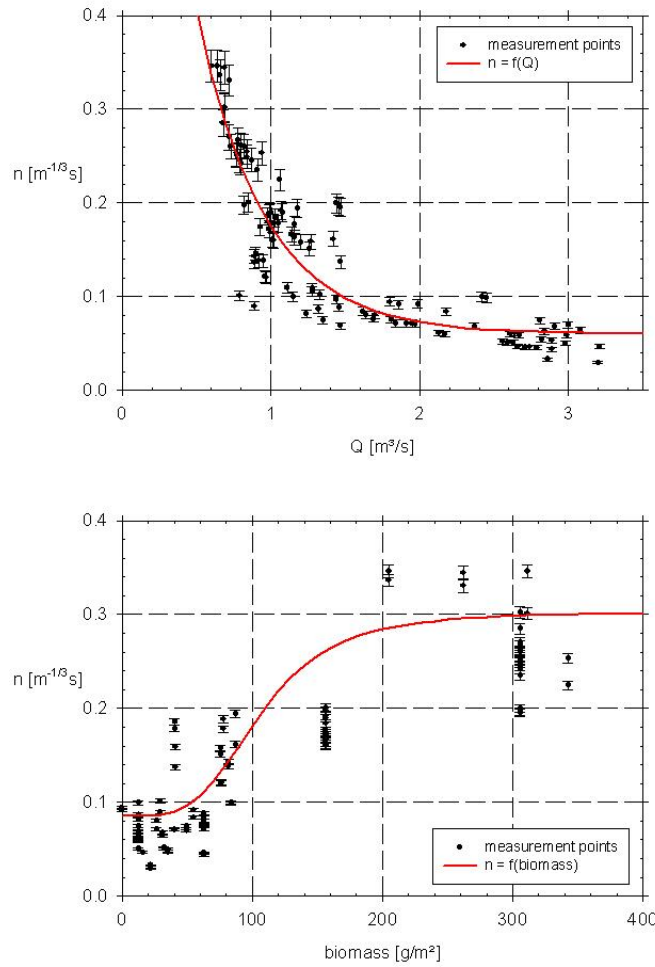 0.4
measurement points
n = f(Q)
0.3
n [m-1/3s]
0.2
0.1
0.0
0 1 2 3
Q [m³/s]
0.4
0.3
n [m-1/3s]
0.2
0.1
measurement points
n = f(biomass)
0.0
0 100 200 300 400
biomass [g/m²]